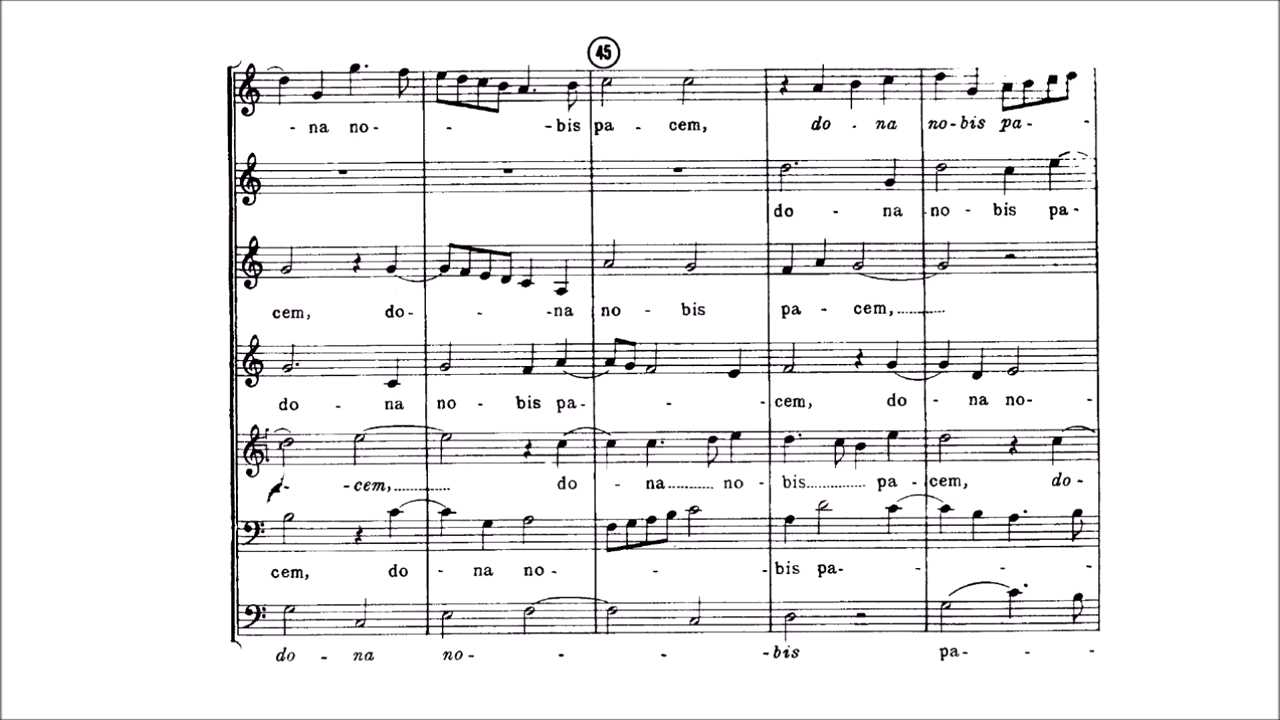 45
- na no - - - bis pa - cem, do - na no - bis pa - -
do - na no - bis pa -
cem, do - - - na no - bis pa - cem,..........
do - na no - bis pa - - - cem, do - na no - -
- cem,............ do - na.......... no - bis............. pa - cem, do -
cem, do - na no - - - bis pa - - - -
do - na no - - - - bis pa - - -